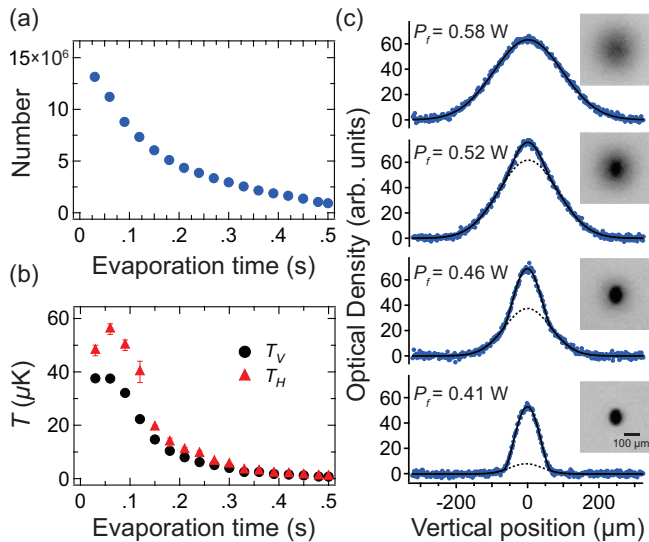 (a)
Number
15×10⁶
10
5
0
0 .1 .2 .3 .4 .5
Evaporation time (s)
(b)
T (μK)
60
40
20
0
T_V
T_H
0 .1 .2 .3 .4 .5
Evaporation time (s)
(c)
Optical Density (arb. units)
P_f = 0.58 W
60
40
20
0
P_f = 0.52 W
80
60
40
20
0
P_f = 0.46 W
80
60
40
20
0
P_f = 0.41 W
60
40
20
0
100 μm
-200 0 200
Vertical position (μm)